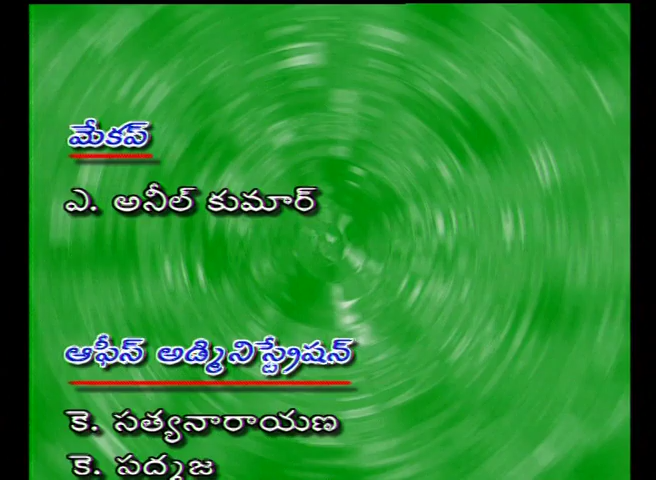 మేకప్
ఎ. అనీల్ కుమార్
ఆఫీస్ అడ్మినిస్ట్రేషన్
కె. సత్యనారాయణ
కె. పద్మజ